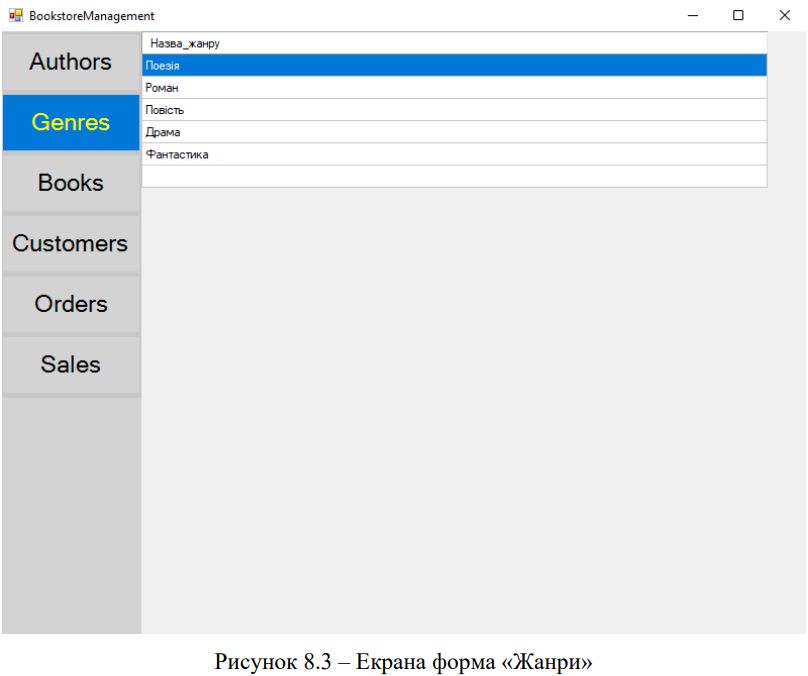 BookstoreManagement
Authors
Genres
Books
Customers
Orders
Sales
Назва_жанру
Поезія
Роман
Повість
Драма
Фантастика
Рисунок 8.3 – Екрана форма «Жанри»